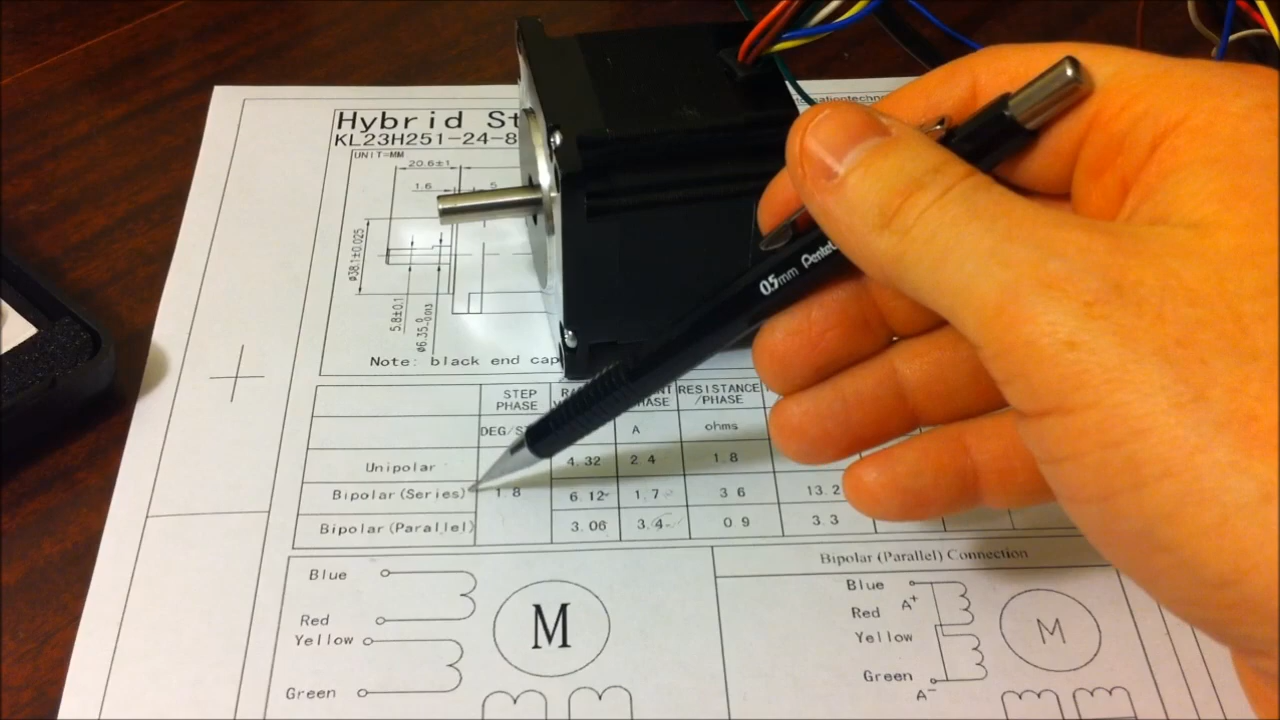 Hybrid St
KL23H251-24-8
UNIT=MM
20.6±1
1.6
5
ø38.1±0.025
5.8±0.1
ø6.35 0 -0.013
Note: black end cap
0.5mm Pentel
STEP PHASE RESISTANCE /PHASE
A ohms
Unipolar 4.32 2 4 1.8
Bipolar(Series) 1.8 6.12 1.7 3 6 13.2
Bipolar(Parallel) 3.06 3.4 0 9 3.3
Blue
Red
Yellow
Green
M
Bipolar(Parallel) Connection
Blue
A+
Red
Yellow
Green
A-
M